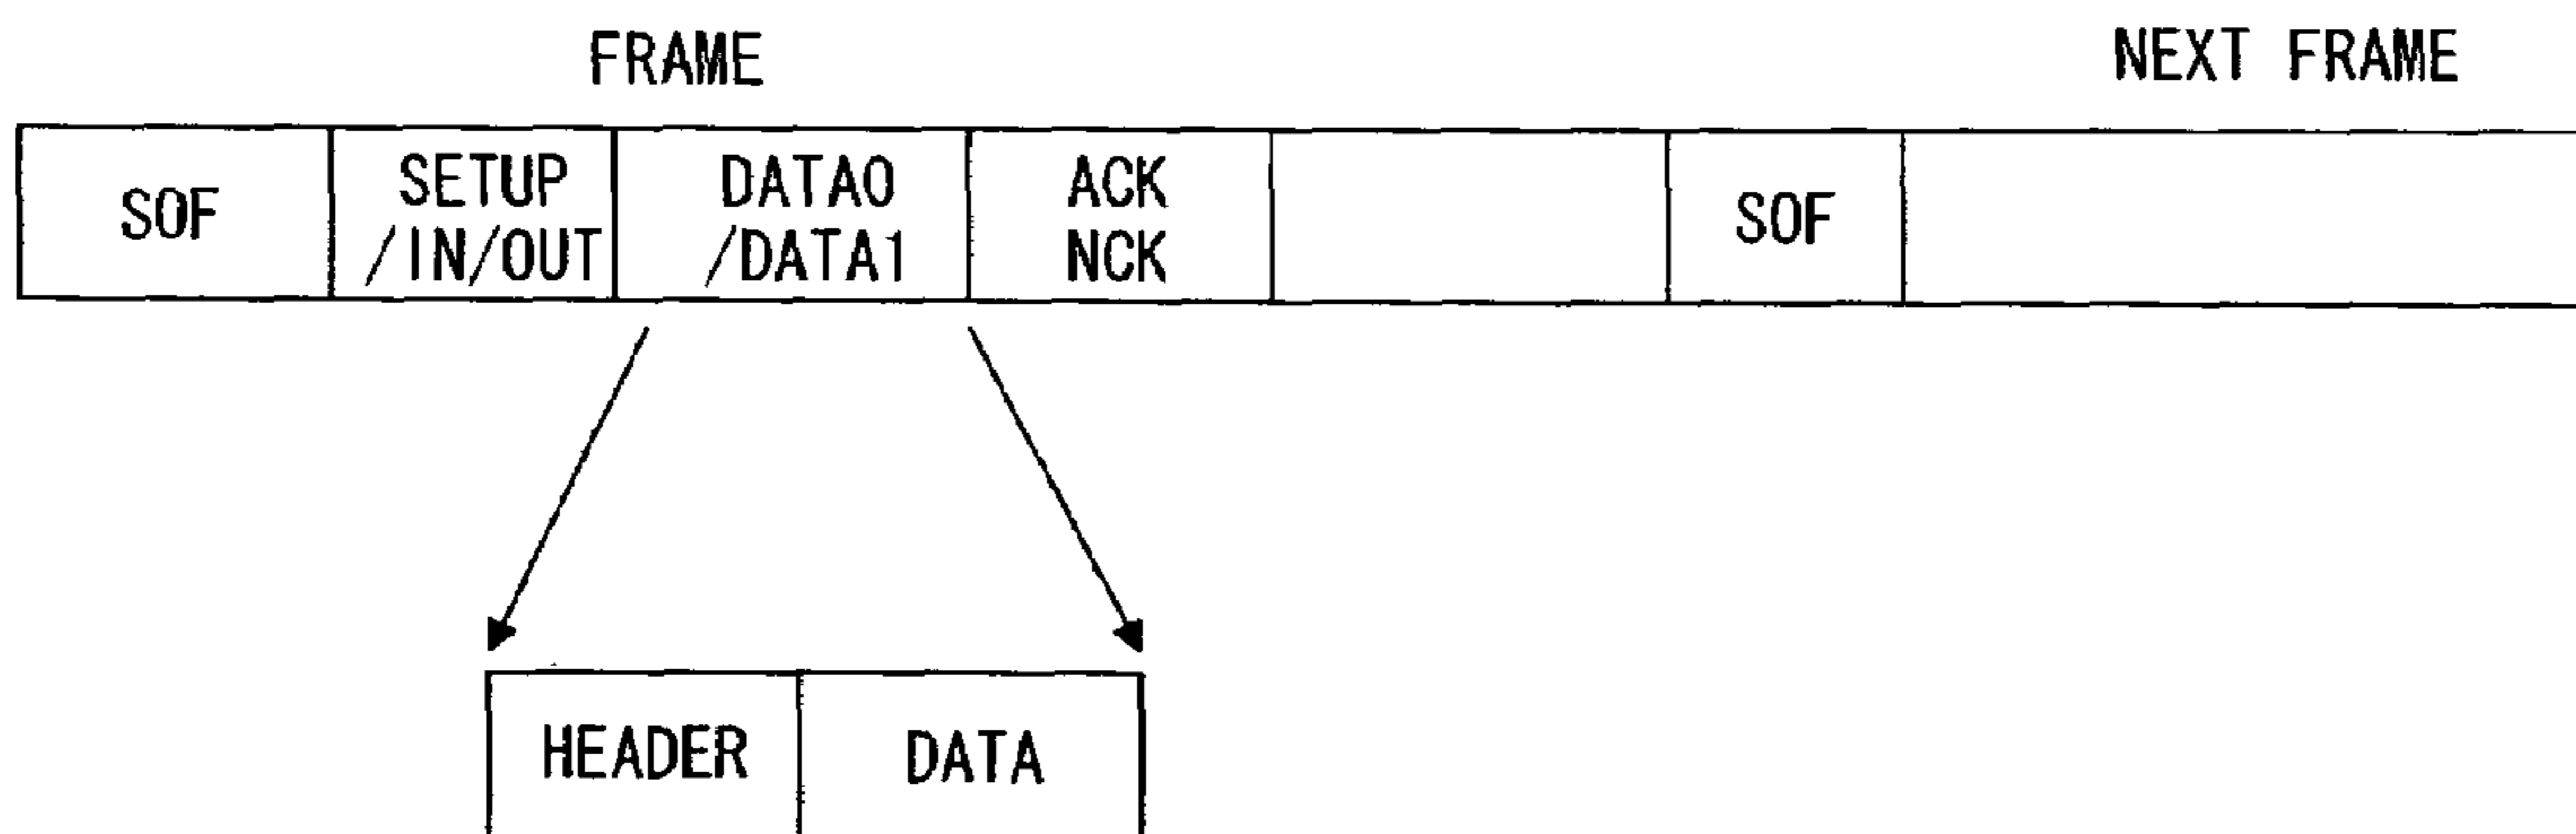 FRAME
NEXT FRAME
SOF
SETUP
/IN/OUT
DATA0
/DATA1
ACK
NCK
SOF
HEADER
DATA